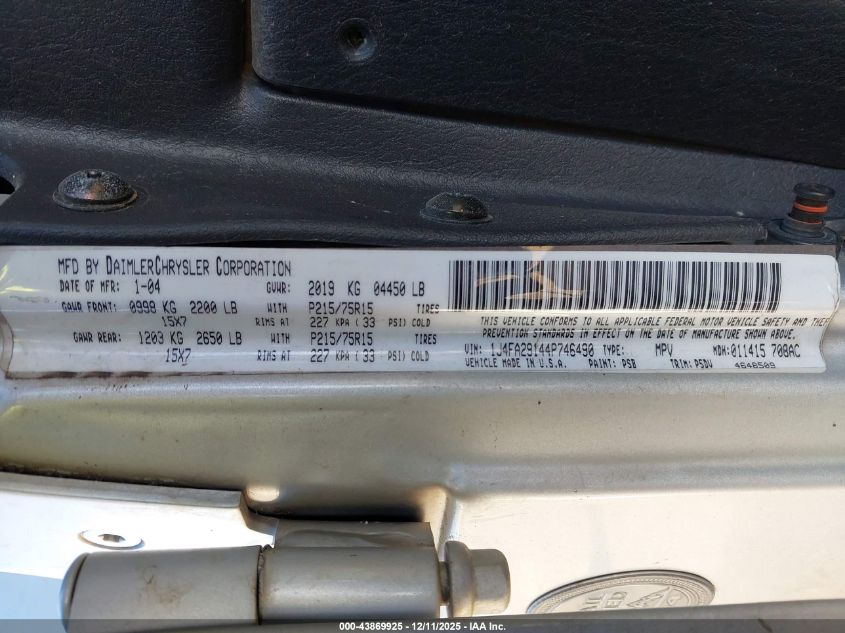 MFD BY DAIMLERCHRYSLER CORPORATION
DATE OF MFR: 1-04 GVWR: 2019 KG 04450 LB
GAWR FRONT: 0999 KG 2200 LB WITH P215/75R15 TIRES
15X7 RIMS AT 227 KPA ( 33 PSI) COLD
GAWR REAR: 1203 KG 2650 LB WITH P215/75R15 TIRES
15X7 RIMS AT 227 KPA ( 33 PSI) COLD
THIS VEHICLE CONFORMS TO ALL APPLICABLE FEDERAL MOTOR VEHICLE SAFETY AND THEFT
PREVENTION STANDARDS IN EFFECT ON THE DATE OF MANUFACTURE SHOWN ABOVE.
VIN: 1J4FA29144P746490 TYPE: MPV MDH: 011415 708AC
VEHICLE MADE IN U.S.A. PAINT: PSB TRIM: PSDV 4648509
000-43869925 - 12/11/2025 - IAA Inc.